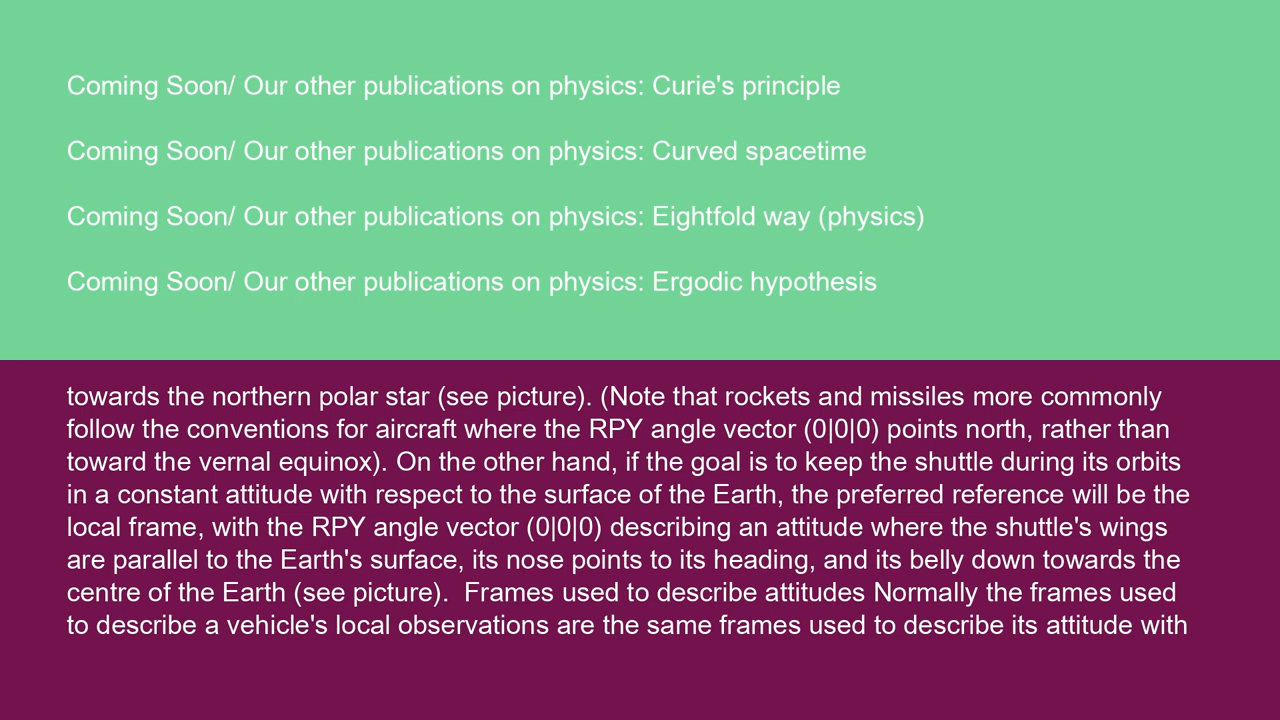 Coming Soon/ Our other publications on physics: Curie's principle
Coming Soon/ Our other publications on physics: Curved spacetime
Coming Soon/ Our other publications on physics: Eightfold way (physics)
Coming Soon/ Our other publications on physics: Ergodic hypothesis
towards the northern polar star (see picture). (Note that rockets and missiles more commonly
follow the conventions for aircraft where the RPY angle vector (0|0|0) points north, rather than
toward the vernal equinox). On the other hand, if the goal is to keep the shuttle during its orbits
in a constant attitude with respect to the surface of the Earth, the preferred reference will be the
local frame, with the RPY angle vector (0|0|0) describing an attitude where the shuttle's wings
are parallel to the Earth's surface, its nose points to its heading, and its belly down towards the
centre of the Earth (see picture).  Frames used to describe attitudes Normally the frames used
to describe a vehicle's local observations are the same frames used to describe its attitude with